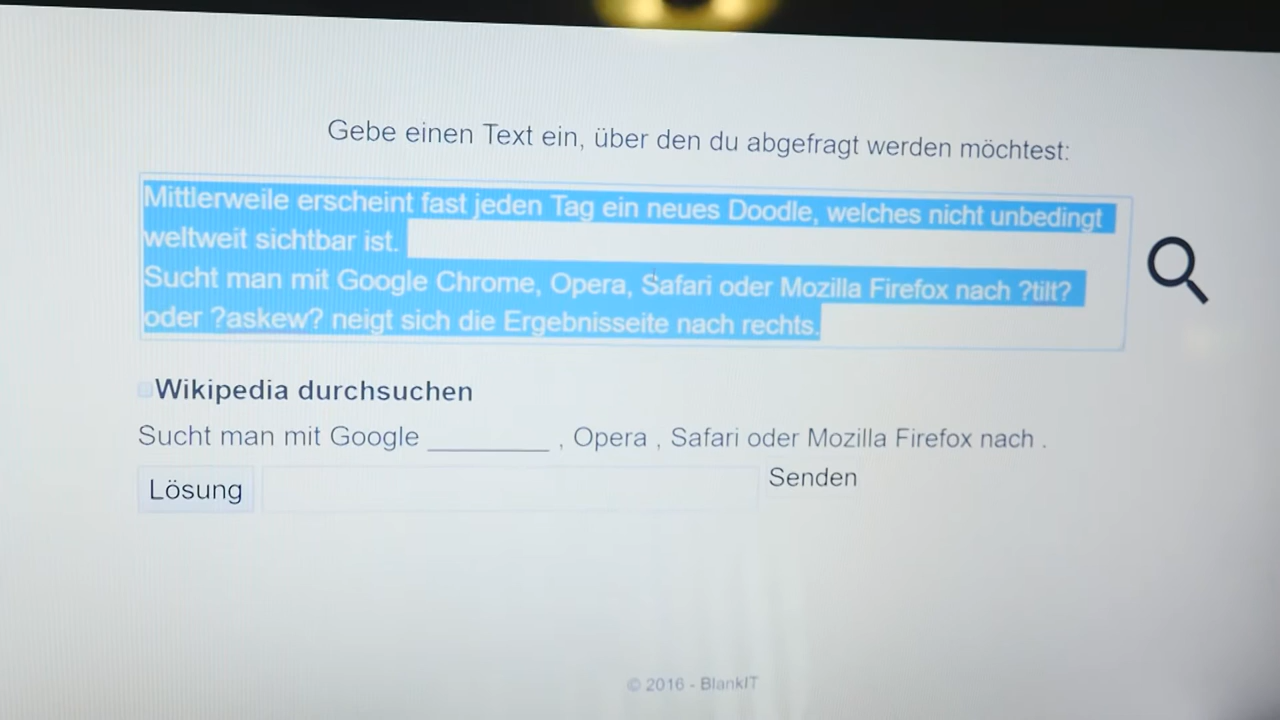 Gebe einen Text ein, über den du abgefragt werden möchtest:
Mittlerweile erscheint fast jeden Tag ein neues Doodle, welches nicht unbedingt
weltweit sichtbar ist.
Sucht man mit Google Chrome, Opera, Safari oder Mozilla Firefox nach ?tilt?
oder ?askew? neigt sich die Ergebnisseite nach rechts.
Wikipedia durchsuchen
Sucht man mit Google _________ , Opera , Safari oder Mozilla Firefox nach .
Lösung Senden
© 2016 - BlankIT